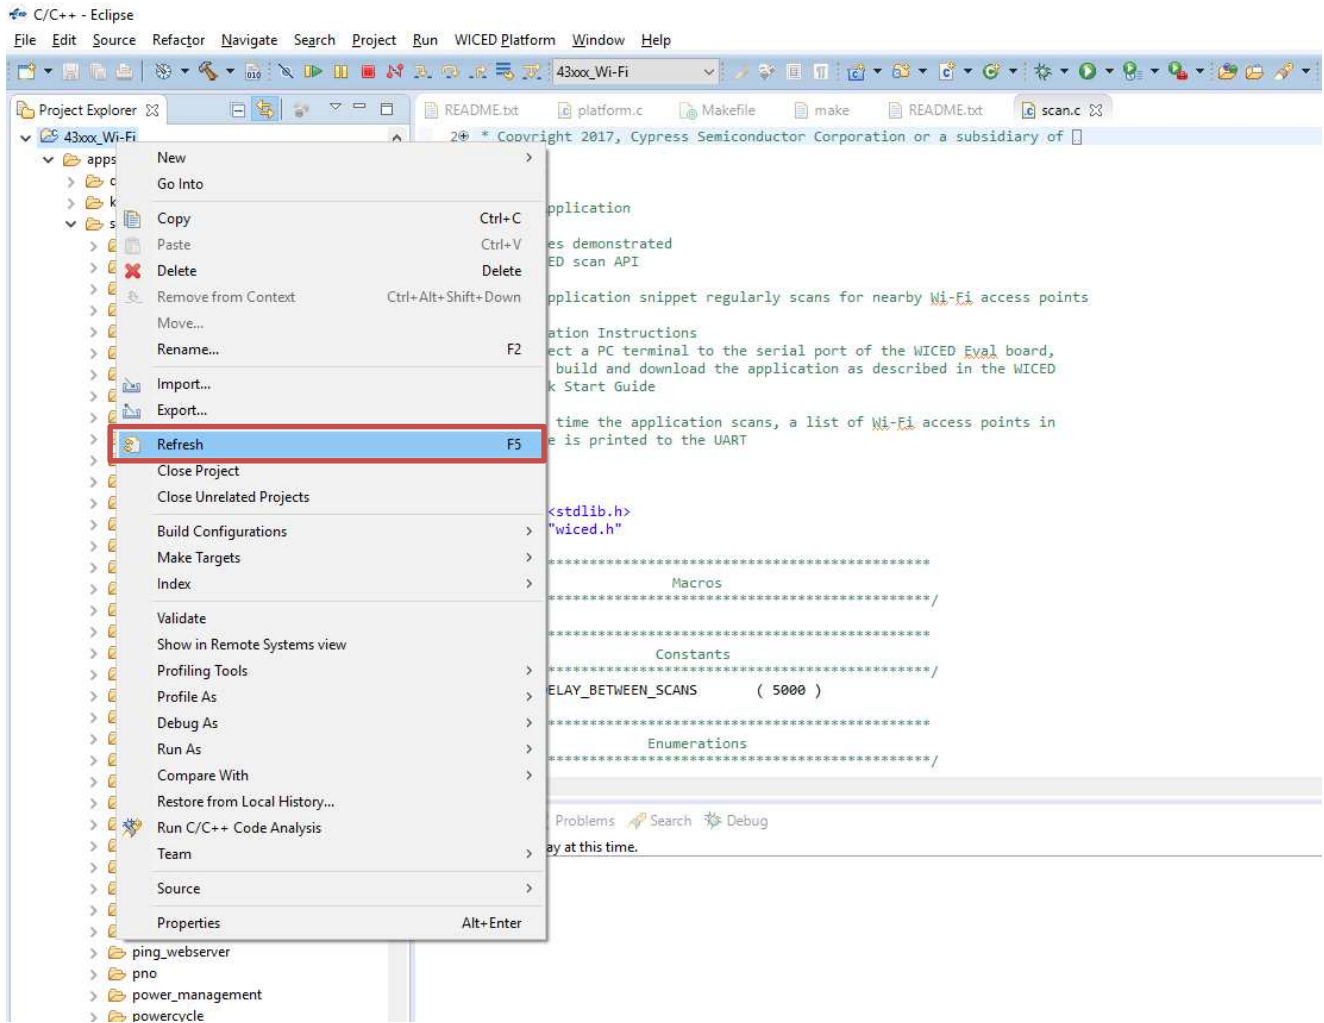 C/C++ - Eclipse
File Edit Source Refactor Navigate Search Project Run WICED Platform Window Help
010 43xxx_Wi-Fi
Project Explorer
README.txt platform.c Makefile make README.txt scan.c
43xxx_Wi-Fi
2 * Copyright 2017, Cypress Semiconductor Corporation or a subsidiary of
apps
New
Go Into
Copy Ctrl+C
Paste Ctrl+V
Delete Delete
Remove from Context Ctrl+Alt+Shift+Down
Move...
Rename... F2
Import...
Export...
Refresh F5
Close Project
Close Unrelated Projects
Build Configurations
Make Targets
Index
Validate
Show in Remote Systems view
Profiling Tools
Profile As
Debug As
Run As
Compare With
Restore from Local History...
Run C/C++ Code Analysis
Team
Source
Properties Alt+Enter
ping_webserver
pno
power_management
powercycle
pplication
es demonstrated
ED scan API
pplication snippet regularly scans for nearby Wi-Fi access points
ation Instructions
ect a PC terminal to the serial port of the WICED Eval board,
build and download the application as described in the WICED
k Start Guide
time the application scans, a list of Wi-Fi access points in
e is printed to the UART
<stdlib.h>
"wiced.h"
**********************************************
Macros
**********************************************/
**********************************************
Constants
**********************************************/
ELAY_BETWEEN_SCANS ( 5000 )
**********************************************
Enumerations
**********************************************/
Problems Search Debug
ay at this time.